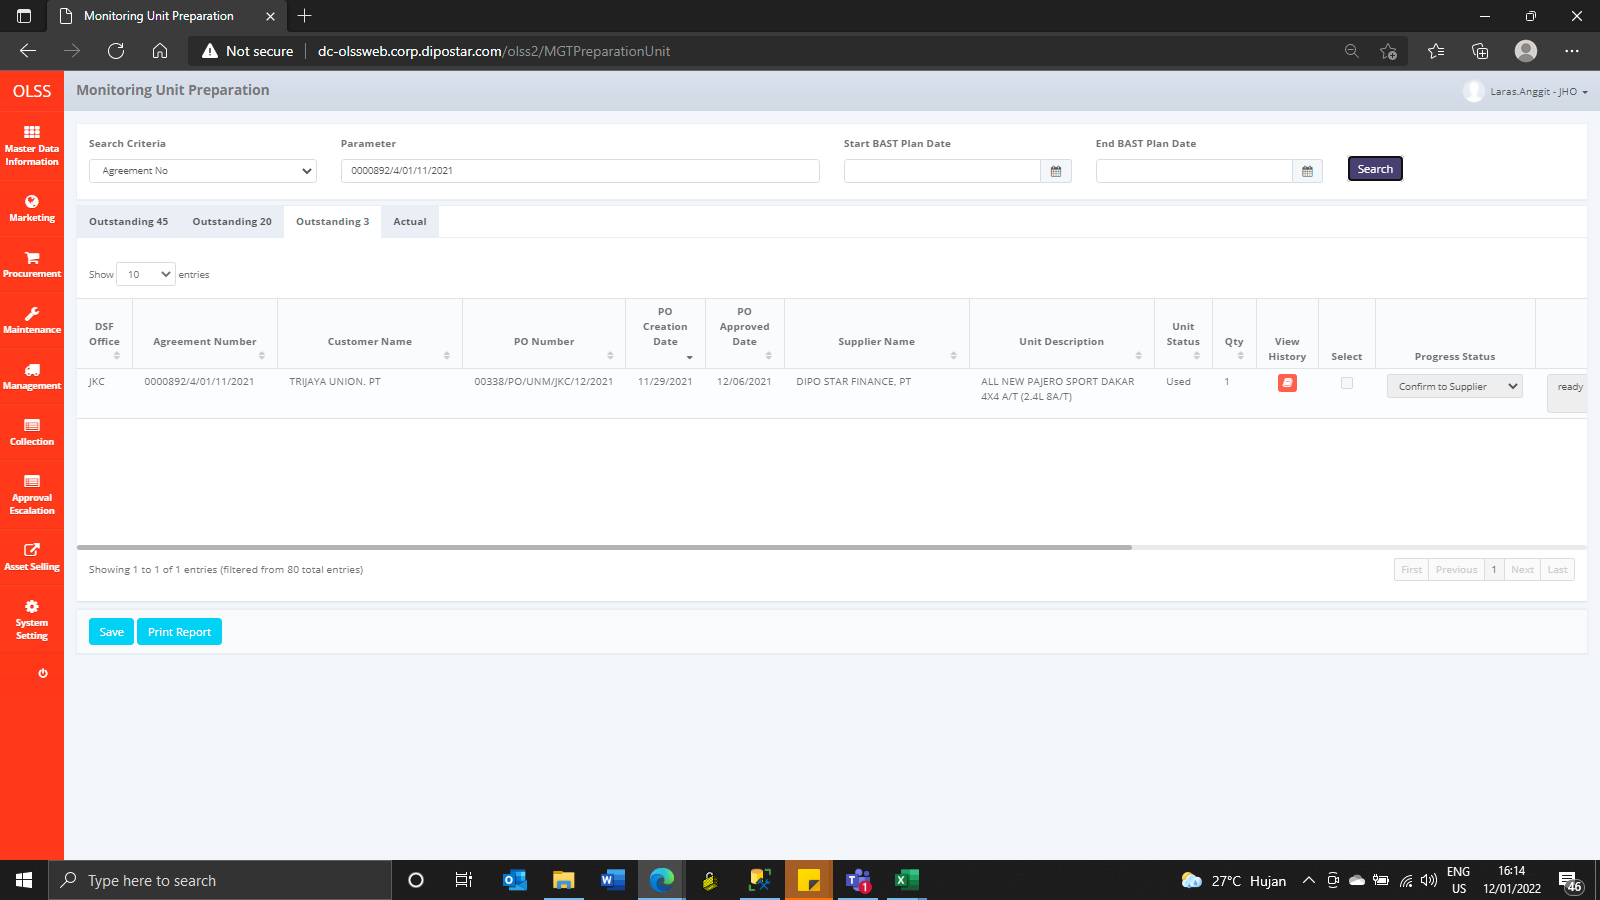 Monitoring Unit Preparation
Not secure
dc-olssweb.corp.dipostar.com/olss2/MGTPreparationUnit
OLSS
Monitoring Unit Preparation
Laras.Anggit - JHO
Master Data
Information
Marketing
Procurement
Maintenance
Management
Collection
Approval
Escalation
Asset Selling
System
Setting
Search Criteria
Parameter
Start BAST Plan Date
End BAST Plan Date
Agreement No
0000892/4/01/11/2021
Search
Outstanding 45
Outstanding 20
Outstanding 3
Actual
Show 10 entries
DSF
Office
Agreement Number
Customer Name
PO Number
PO
Creation
Date
PO
Approved
Date
Supplier Name
Unit Description
Unit
Status
Qty
View
History
Select
Progress Status
JKC
0000892/4/01/11/2021
TRIJAYA UNION. PT
00338/PO/UNM/JKC/12/2021
11/29/2021
12/06/2021
DIPO STAR FINANCE, PT
ALL NEW PAJERO SPORT DAKAR
4X4 A/T (2.4L 8A/T)
Used
1
Confirm to Supplier
ready
Showing 1 to 1 of 1 entries (filtered from 80 total entries)
First
Previous
1
Next
Last
Save
Print Report
Type here to search
1
27°C Hujan
ENG
US
16:14
12/01/2022
46